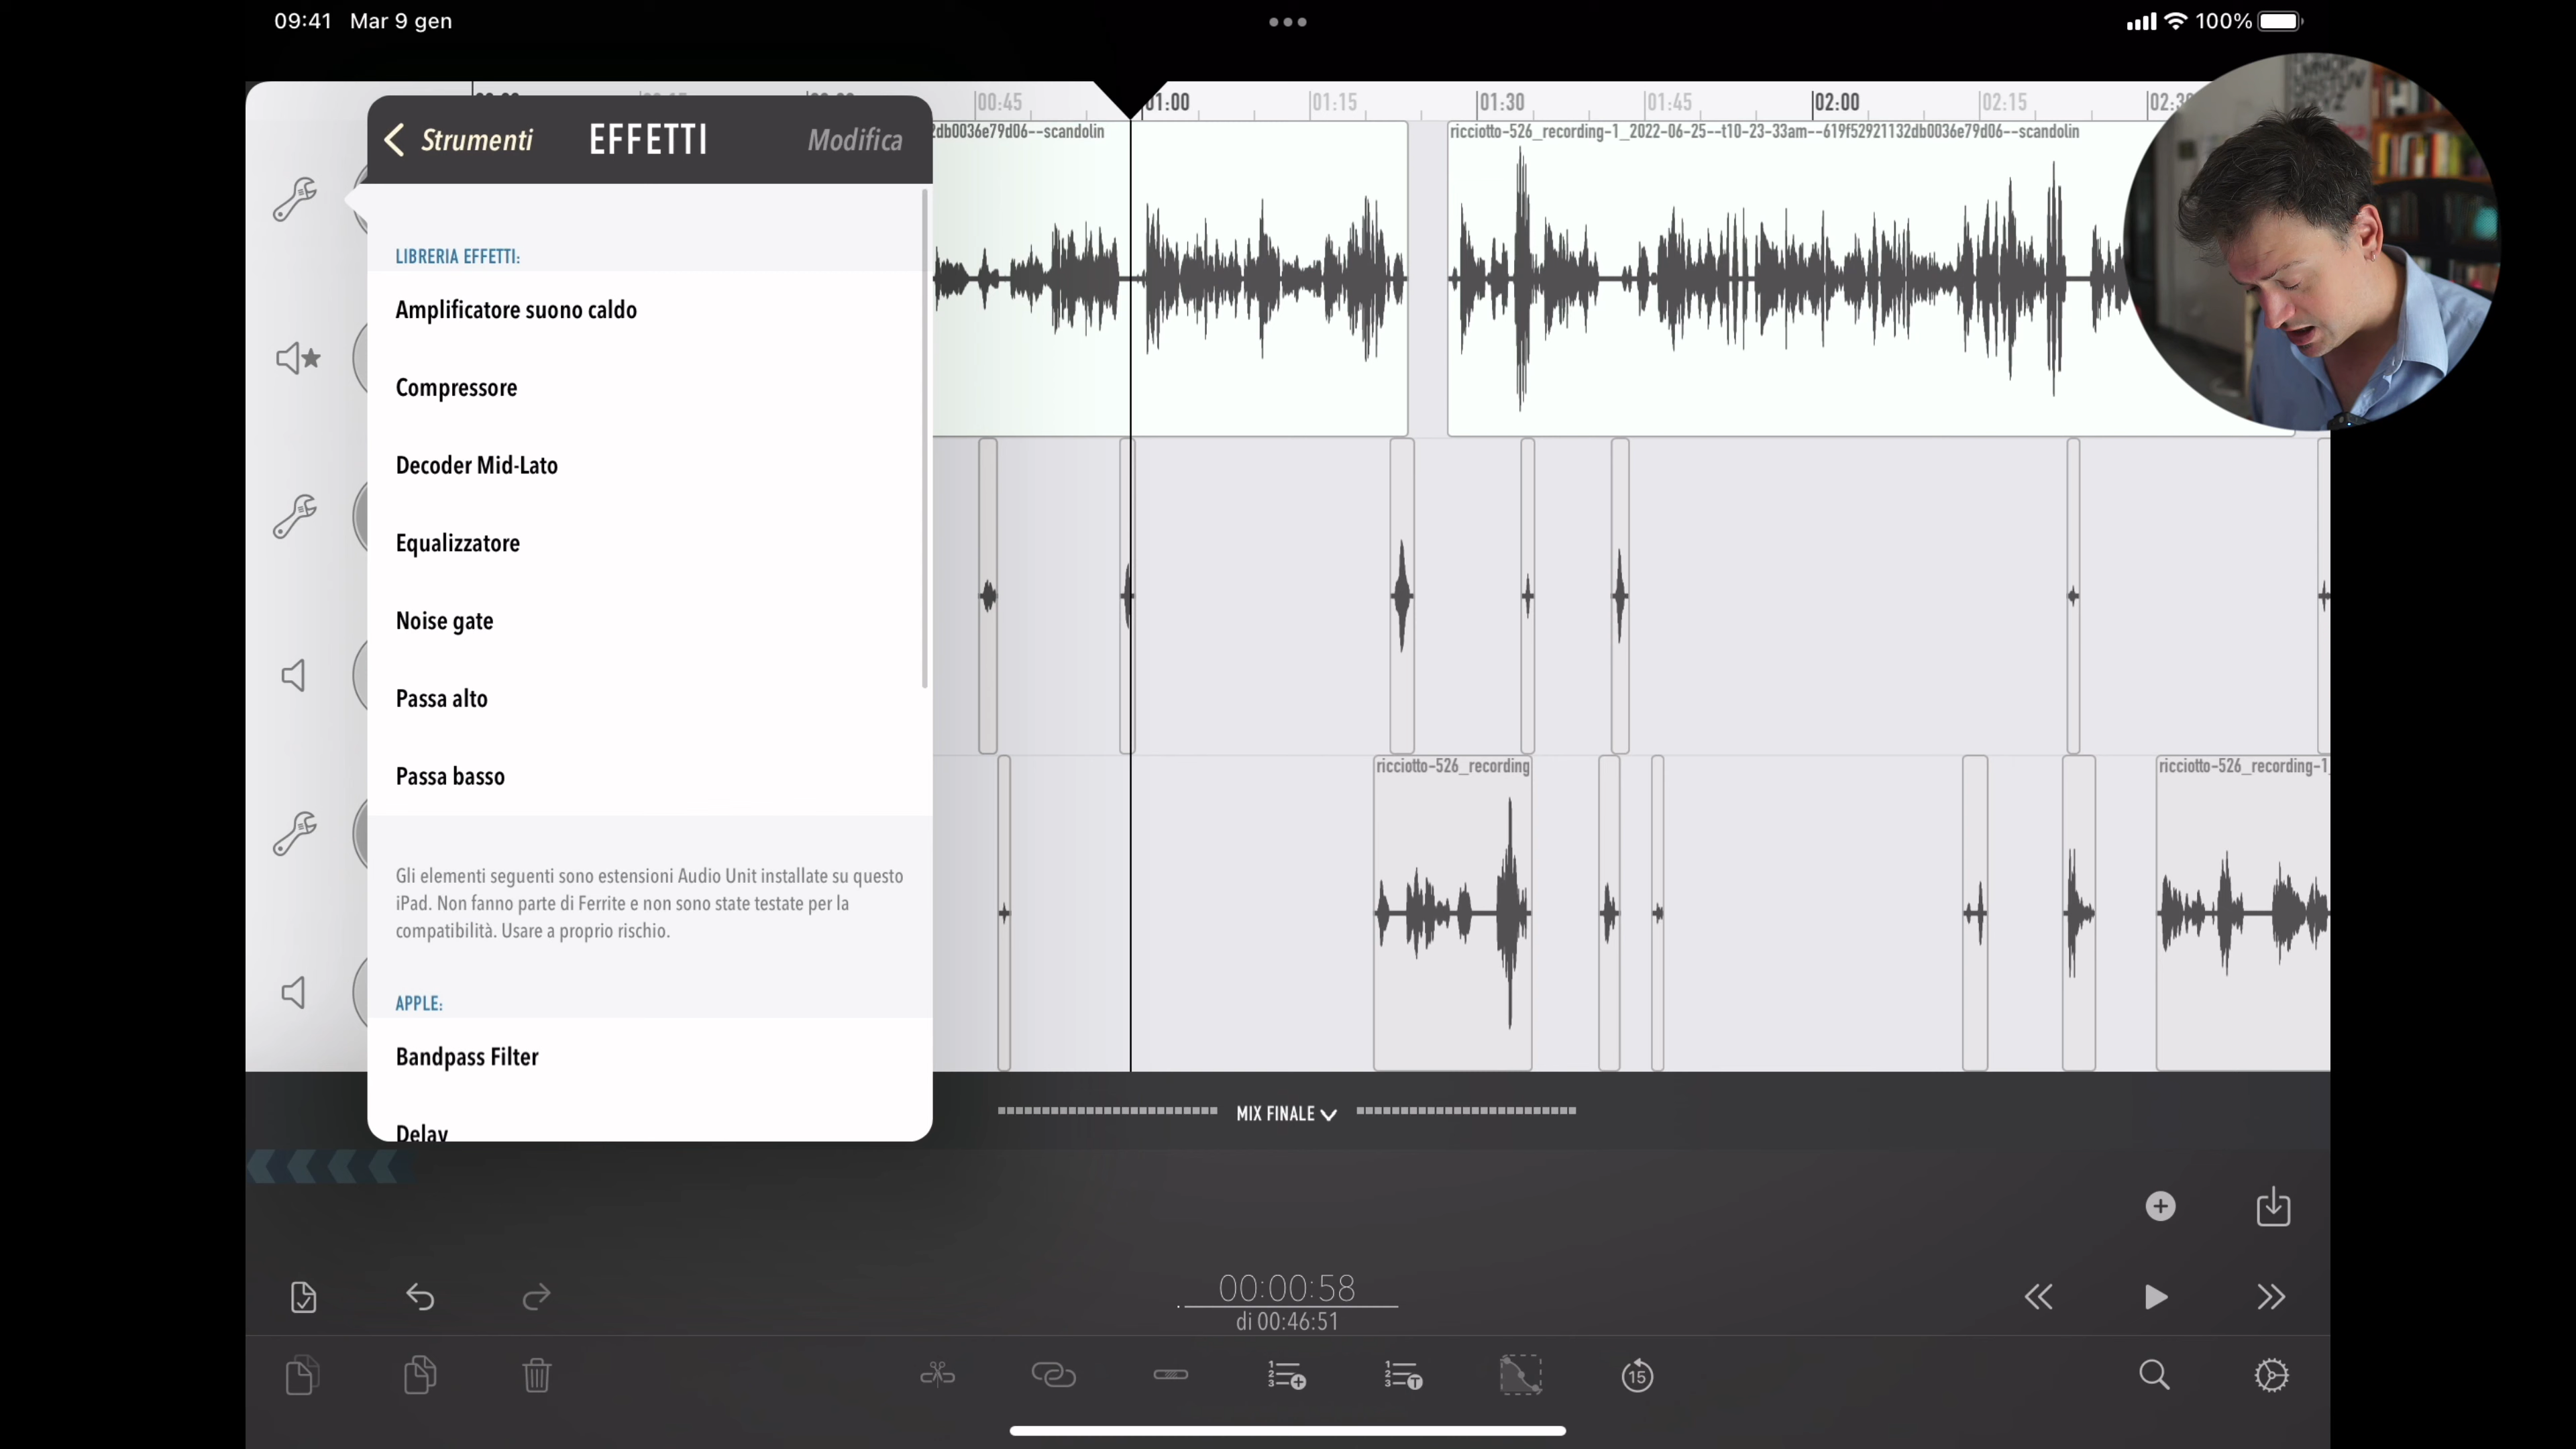 09:41 Mar 9 gen
100%
00:45
01:00
01:15
01:30
01:45
02:00
02:15
Strumenti
EFFETTI
Modifica
2db0036e79d06--scandolin
ricciotto-526_recording-1_2022-06-25--t10-23-33am--619f52921132db0036e79d06--scandolin
LIBRERIA EFFETTI:
Amplificatore suono caldo
Compressore
Decoder Mid-Lato
Equalizzatore
Noise gate
Passa alto
Passa basso
ricciotto-526_recording
ricciotto-526_recording-1_
Gli elementi seguenti sono estensioni Audio Unit installate su questo
iPad. Non fanno parte di Ferrite e non sono state testate per la
compatibilità. Usare a proprio rischio.
APPLE:
Bandpass Filter
Delay
MIX FINALE
00:00:58
di 00:46:51
15